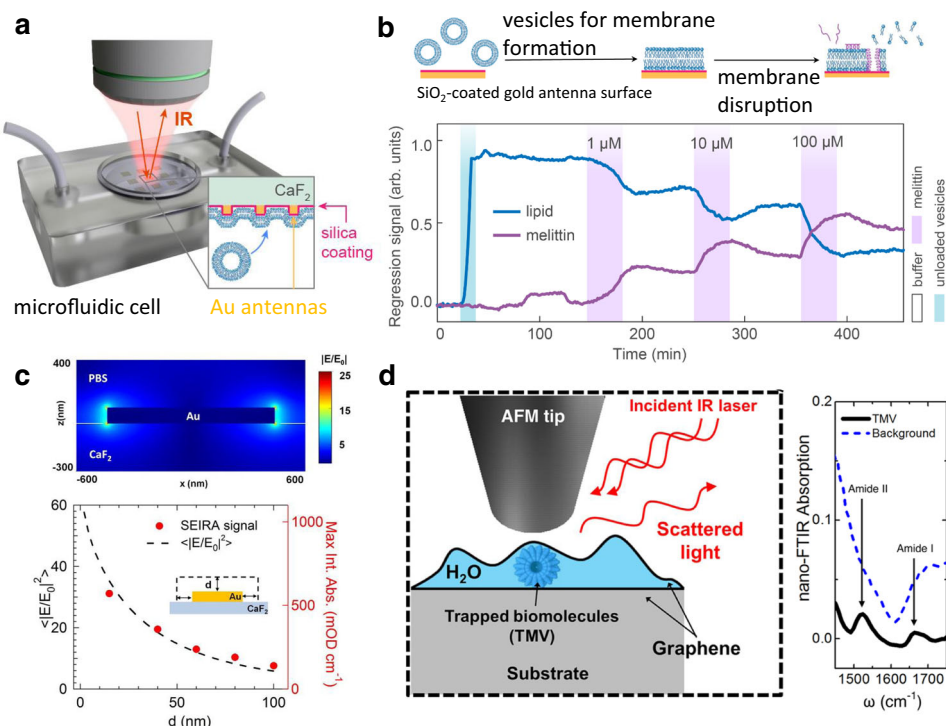 a
IR
CaF₂
silica
coating
microfluidic cell
Au antennas
b
vesicles for membrane
formation
SiO₂-coated gold antenna surface
membrane
disruption
Regression signal (arb. units)
1.0
0.5
0.0
1 µM
10 µM
100 µM
lipid
melittin
0
100
200
300
400
Time (min)
buffer
melittin
unloaded vesicles
c
400
z(nm)
-300
PBS
Au
CaF₂
-600
x (nm)
600
|E/E₀|
25
20
15
10
5
<|E/E₀|²>
60
40
20
0
SEIRA signal
<|E/E₀|²>
d
Au
CaF₂
1000
500
0
Max Int. Abs. (mOD cm⁻¹)
0
50
100
d (nm)
d
AFM tip
Incident IR laser
Scattered
light
H₂O
Trapped biomolecules
(TMV)
Graphene
Substrate
nano-FTIR Absorption
0.2
0.1
0.0
TMV
Background
Amide II
Amide I
1500
1600
1700
ω (cm⁻¹)